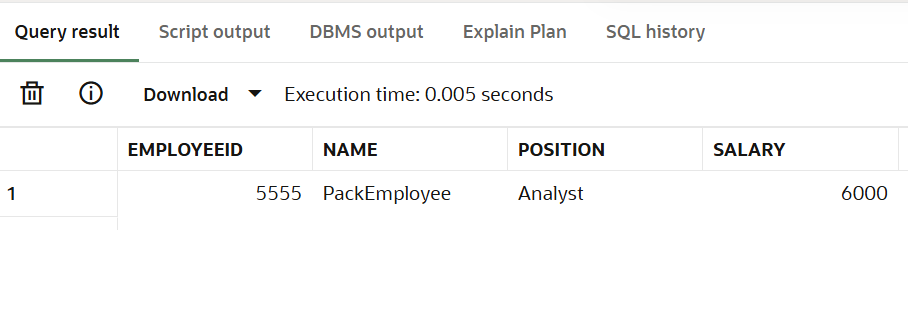 Query result Script output DBMS output Explain Plan SQL history
Download Execution time: 0.005 seconds
EMPLOYEEID NAME POSITION SALARY
1 5555 PackEmployee Analyst 6000